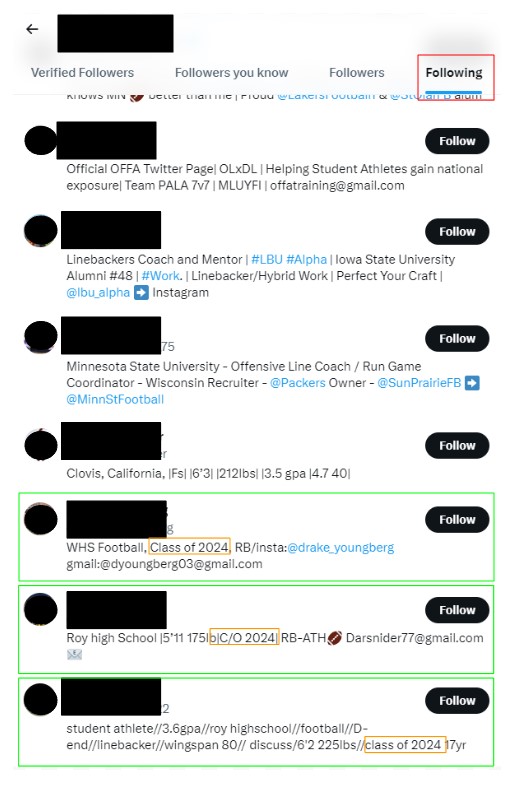 Verified Followers Followers you know Followers Following
knows MN 🏈 better than me | Proud @LakersFootballn & @StOlaf B alum
Follow
Official OFFA Twitter Page| OLxDL | Helping Student Athletes gain national
exposure| Team PALA 7v7 | MLUYFI | offatraining@gmail.com
Follow
Linebackers Coach and Mentor | #LBU #Alpha | Iowa State University
Alumni #48 | #Work. | Linebacker/Hybrid Work | Perfect Your Craft |
@lbu_alpha ➡️ Instagram
Follow
75
Minnesota State University - Offensive Line Coach / Run Game
Coordinator - Wisconsin Recruiter - @Packers Owner - @SunPrairieFB ➡️
@MinnStFootball
Follow
Clovis, California, |Fs| |6'3| |212lbs| |3.5 gpa |4.7 40|
Follow
g
WHS Football, Class of 2024, RB/insta:@drake_youngberg
gmail:@dyoungberg03@gmail.com
Follow
Roy high School |5'11 175lb|C/O 2024| RB-ATH🏈 Darsnider77@gmail.com
📨
Follow
2
student athlete//3.6gpa//roy highschool//football//D-
end//linebacker//wingspan 80// discuss/6'2 225lbs//class of 2024 17yr